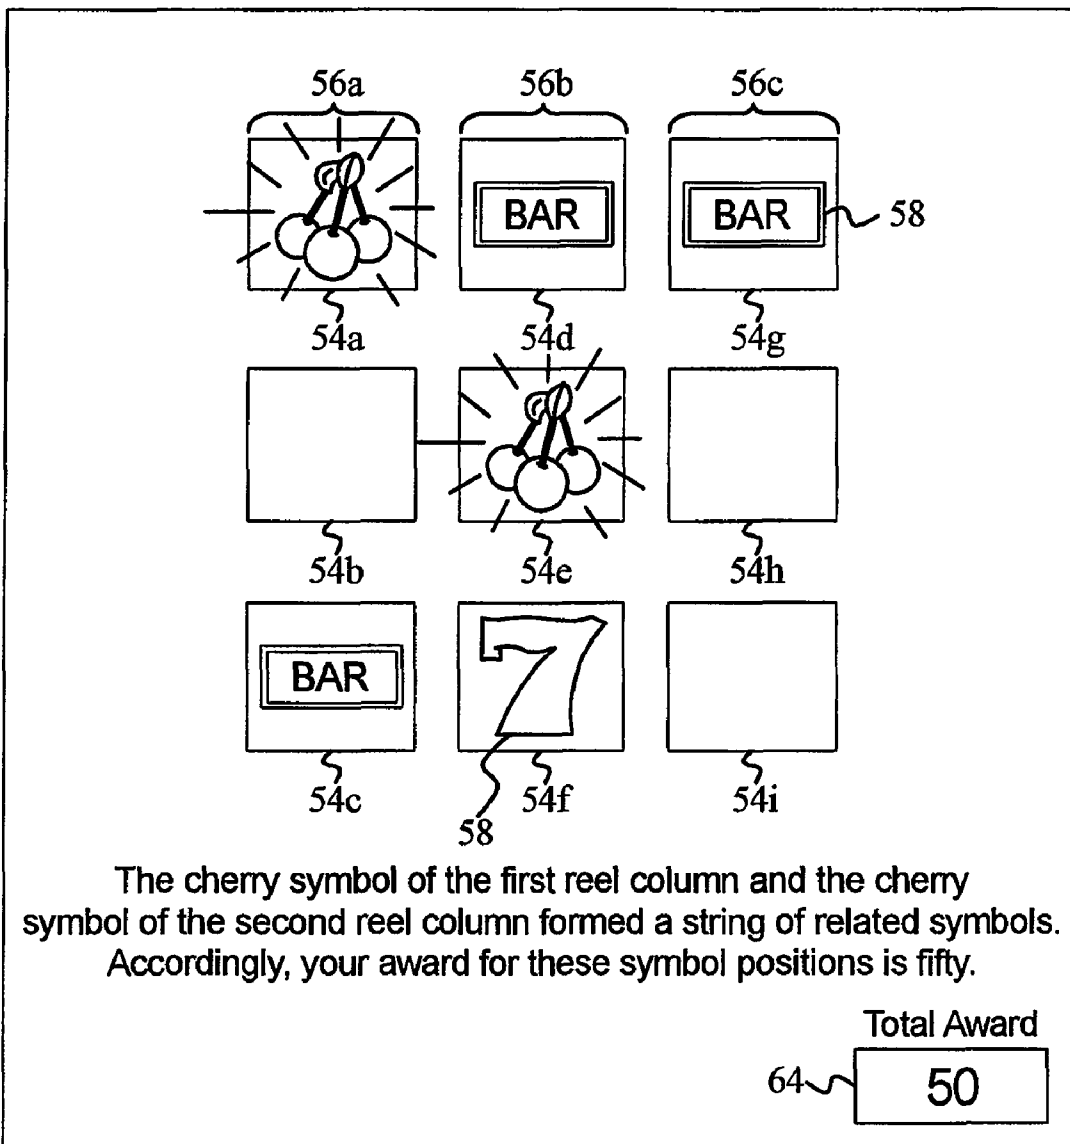 56a 56b 56c
BAR BAR 58
54a 54d 54g
54b 54e 54h
BAR 7
54c 54f 54i
58
The cherry symbol of the first reel column and the cherry
symbol of the second reel column formed a string of related symbols.
Accordingly, your award for these symbol positions is fifty.
Total Award
64 50